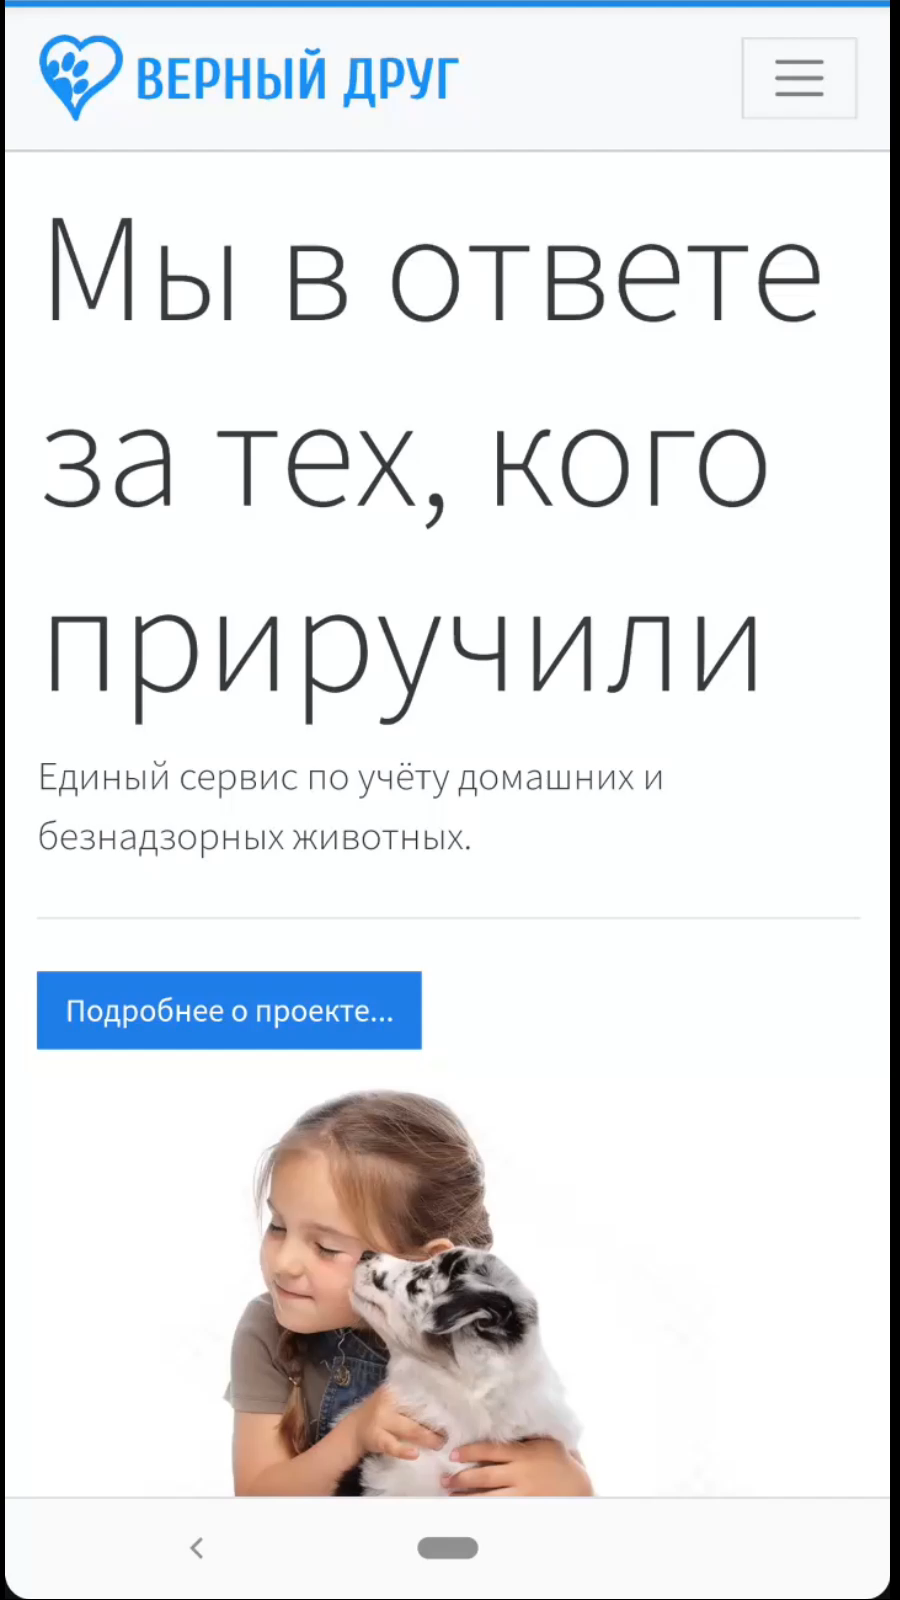 ВЕРНЫЙ ДРУГ
Мы в ответе
за тех, кого
приручили
Единый сервис по учёту домашних и
безнадзорных животных.
Подробнее о проекте...